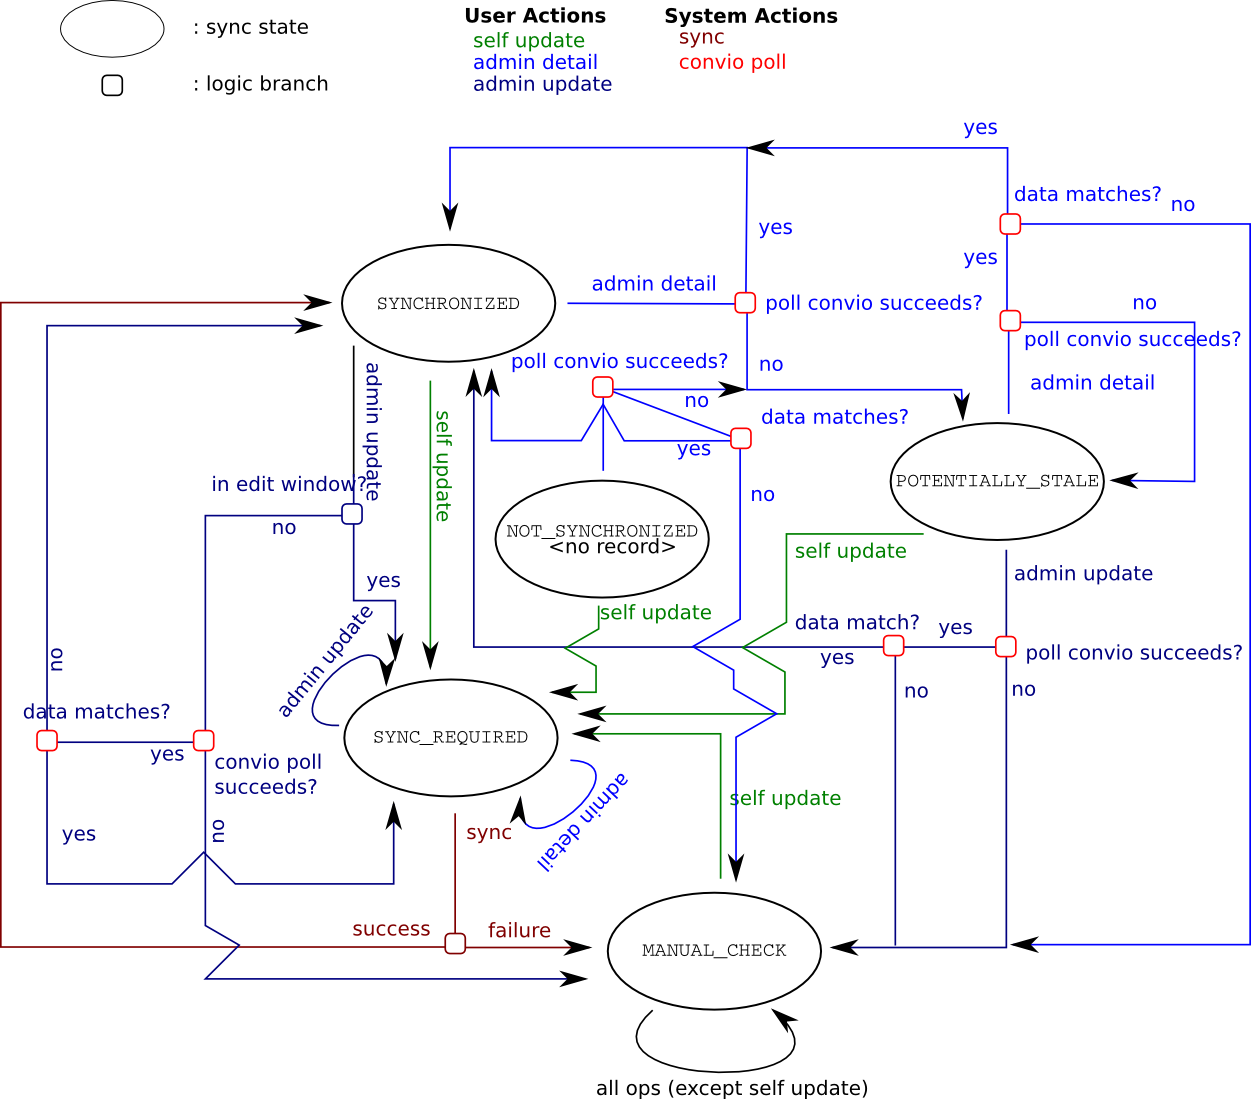 User Actions
System Actions
: sync state
self update
sync
admin detail
convio poll
: logic branch
admin update
yes
data matches?
no
yes
yes
admin detail
SYNCHRONIZED
poll convio succeeds?
no
poll convio succeeds?
poll convio succeeds?
no
admin detail
admin update
no
self update
data matches?
yes
in edit window?
POTENTIALLY_STALE
no
no
NOT_SYNCHRONIZED
<no record>
self update
yes
admin update
admin update
self update
data match?
yes
no
yes
poll convio succeeds?
no
no
data matches?
yes
SYNC_REQUIRED
convio poll
succeeds?
admin detail
self update
yes
no
sync
success
failure
MANUAL_CHECK
all ops (except self update)